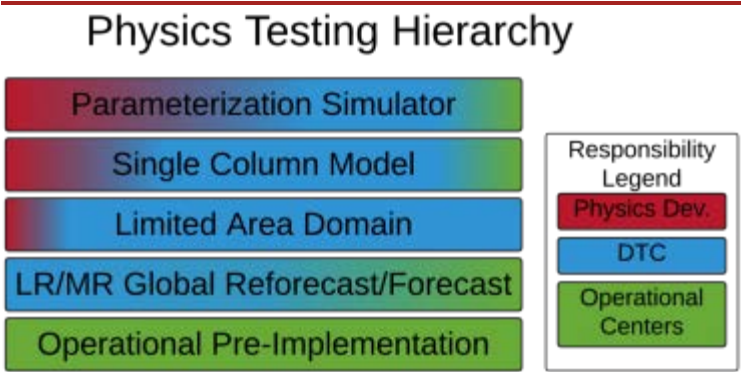 Physics Testing Hierarchy
Parameterization Simulator
Single Column Model
Limited Area Domain
LR/MR Global Reforecast/Forecast
Operational Pre-Implementation
Responsibility
Legend
Physics Dev.
DTC
Operational
Centers